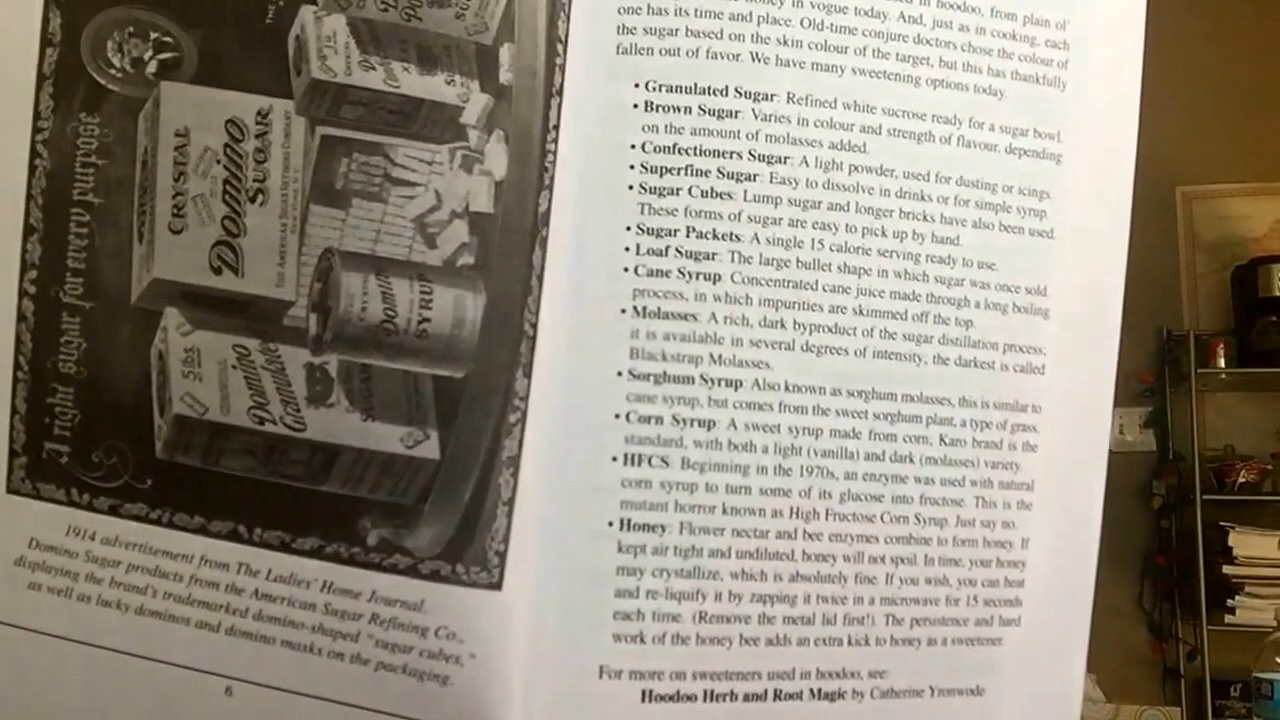 THE
A right sugar for every purpose
CRYSTAL
Domino
SUGAR
THE AMERICAN SUGAR REFINING COMPANY
Domino
SYRUP
5 lbs.
Domino
Granulated
SUGAR
1914 advertisement from The Ladies' Home Journal,
Domino Sugar products from the American Sugar Refining Co.,
displaying the brand's trademarked domino-shaped "sugar cubes,"
as well as lucky dominos and domino masks on the packaging.
6
in hoodoo, from plain ol'
honey in vogue today. And, just as in cooking, each
one has its time and place. Old-time conjure doctors chose the colour of
the sugar based on the skin colour of the target, but this has thankfully
fallen out of favor. We have many sweetening options today.
• Granulated Sugar: Refined white sucrose ready for a sugar bowl.
• Brown Sugar: Varies in colour and strength of flavour, depending
on the amount of molasses added.
• Confectioners Sugar: A light powder, used for dusting or icings.
• Superfine Sugar: Easy to dissolve in drinks or for simple syrup.
• Sugar Cubes: Lump sugar and longer bricks have also been used.
These forms of sugar are easy to pick up by hand.
• Sugar Packets: A single 15 calorie serving ready to use.
• Loaf Sugar: The large bullet shape in which sugar was once sold.
• Cane Syrup: Concentrated cane juice made through a long boiling
process, in which impurities are skimmed off the top.
• Molasses: A rich, dark byproduct of the sugar distillation process;
it is available in several degrees of intensity; the darkest is called
Blackstrap Molasses.
• Sorghum Syrup: Also known as sorghum molasses, this is similar to
cane syrup, but comes from the sweet sorghum plant, a type of grass.
• Corn Syrup: A sweet syrup made from corn; Karo brand is the
standard, with both a light (vanilla) and dark (molasses) variety.
• HFCS: Beginning in the 1970s, an enzyme was used with natural
corn syrup to turn some of its glucose into fructose. This is the
mutant horror known as High Fructose Corn Syrup. Just say no.
• Honey: Flower nectar and bee enzymes combine to form honey. If
kept air tight and undiluted, honey will not spoil. In time, your honey
may crystallize, which is absolutely fine. If you wish, you can heat
and re-liquify it by zapping it twice in a microwave for 15 seconds
each time. (Remove the metal lid first!). The persistence and hard
work of the honey bee adds an extra kick to honey as a sweetener.
For more on sweeteners used in hoodoo, see:
Hoodoo Herb and Root Magic by Catherine Yronwode